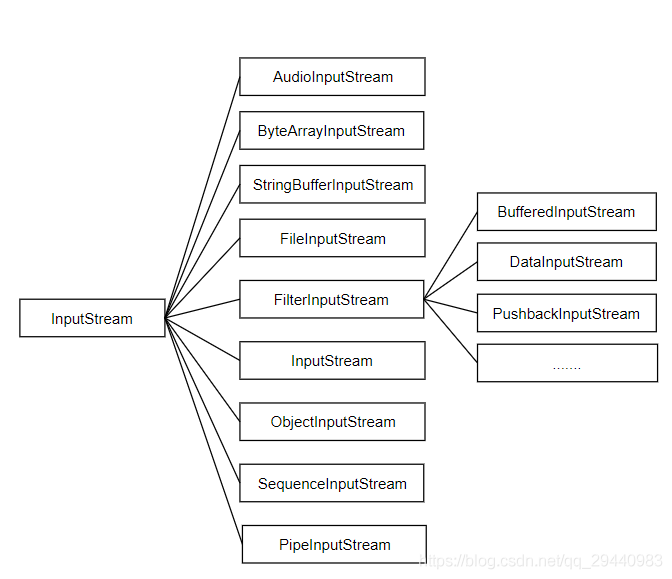 AudioInputStream
ByteArrayInputStream
StringBufferInputStream
FileInputStream
FilterInputStream
InputStream
InputStream
ObjectInputStream
SequenceInputStream
PipeInputStream
BufferedInputStream
DataInputStream
PushbackInputStream
.......
https://blog.csdn.net/qq_29440983